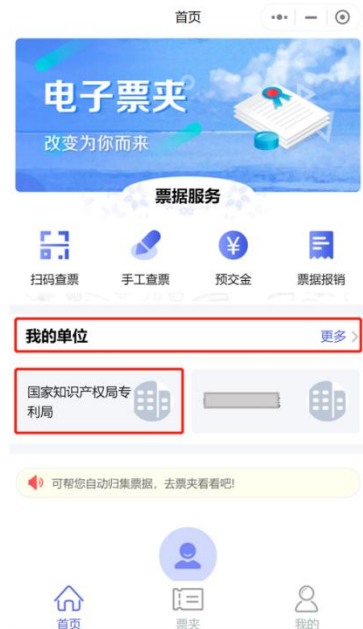 首页
电子票夹
改变为你而来
票据服务
扫码查票
手工查票
预交金
票据报销
我的单位
更多
国家知识产权局专
利局
可帮您自动归集票据，去票夹看看吧!
首页
票夹
我的